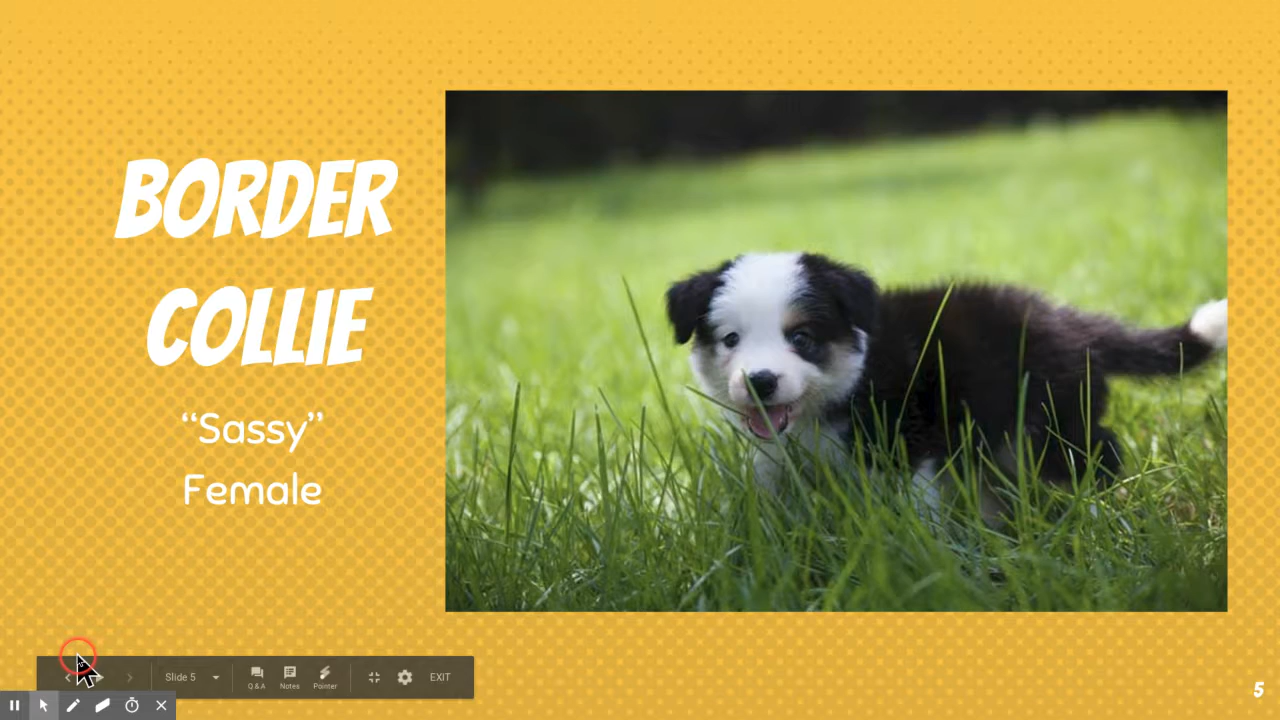 BORDER
COLLIE
“Sassy”
Female
Slide 5
Q & A
Notes
Pointer
EXIT
5